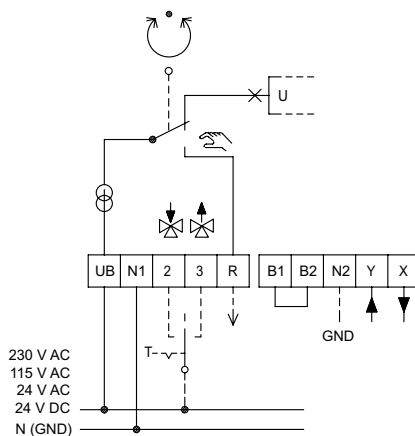 U
UB N1 2 3 R B1 B2 N2 Y X
GND
T
230 V AC
115 V AC
24 V AC
24 V DC
N (GND)